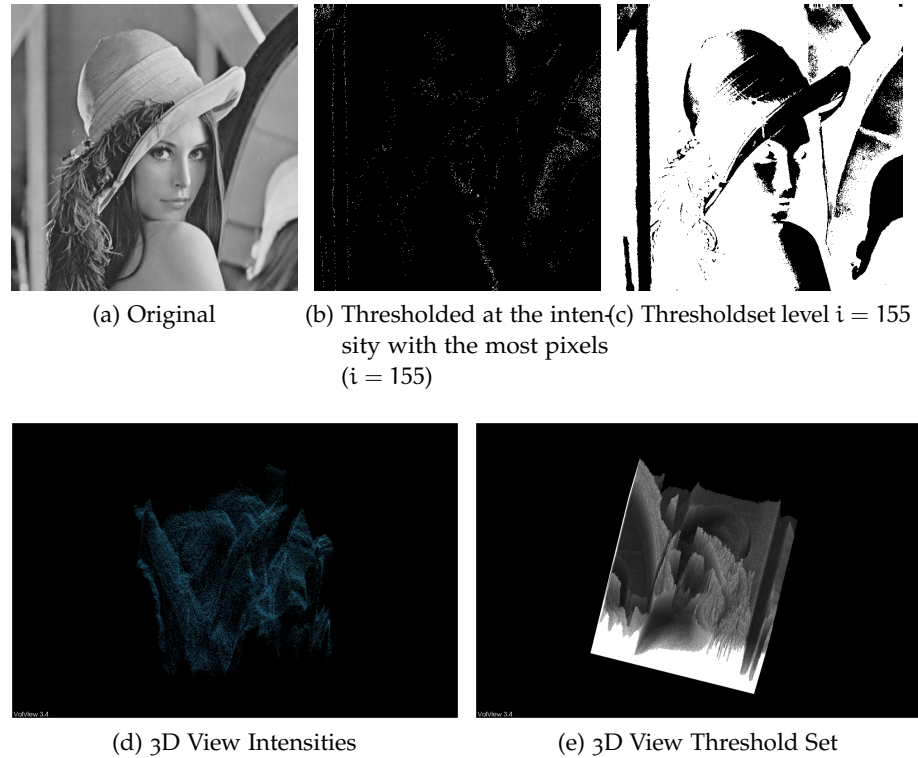 (a) Original
(b) Thresholded at the inten-
sity with the most pixels
(i = 155)
(c) Thresholdset level i = 155
VolView 3.4
VolView 3.4
(d) 3D View Intensities
(e) 3D View Threshold Set